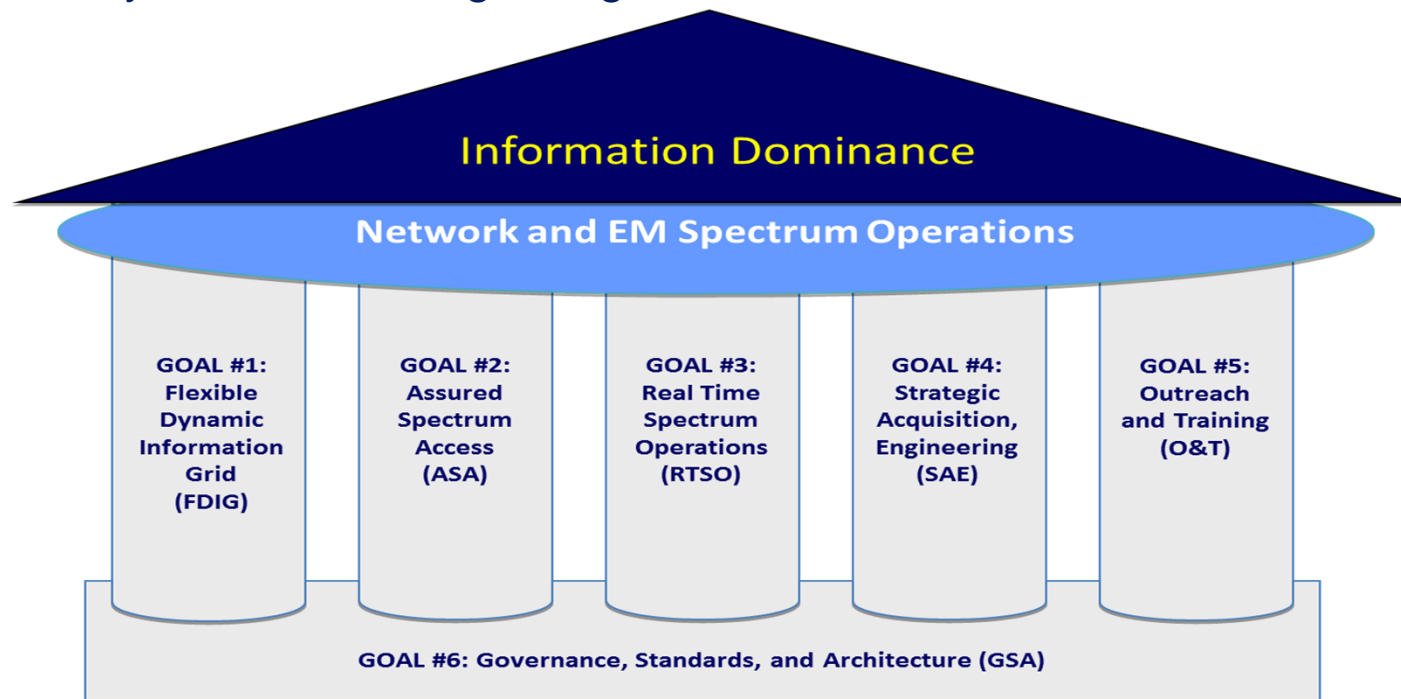 Information Dominance
Network and EM Spectrum Operations
GOAL #1:
Flexible
Dynamic
Information
Grid
(FDIG)
GOAL #2:
Assured
Spectrum
Access
(ASA)
GOAL #3:
Real Time
Spectrum
Operations
(RTSO)
GOAL #4:
Strategic
Acquisition,
Engineering
(SAE)
GOAL #5:
Outreach
and Training
(O&T)
GOAL #6: Governance, Standards, and Architecture (GSA)